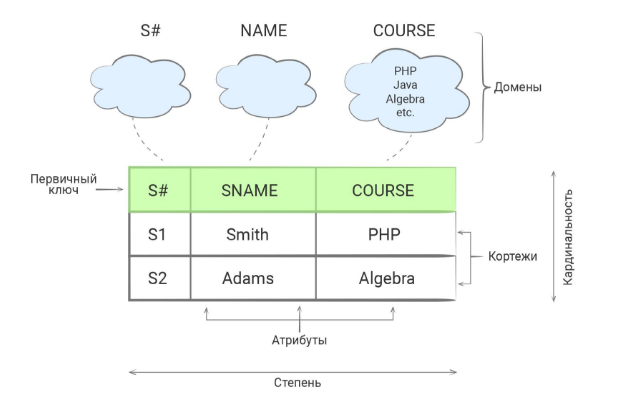 S# NAME COURSE
PHP
Java
Algebra
etc.
Домены
Первичный
ключ
S# SNAME COURSE
S1 Smith PHP
S2 Adams Algebra
Кортежи
Кардинальность
Атрибуты
Степень